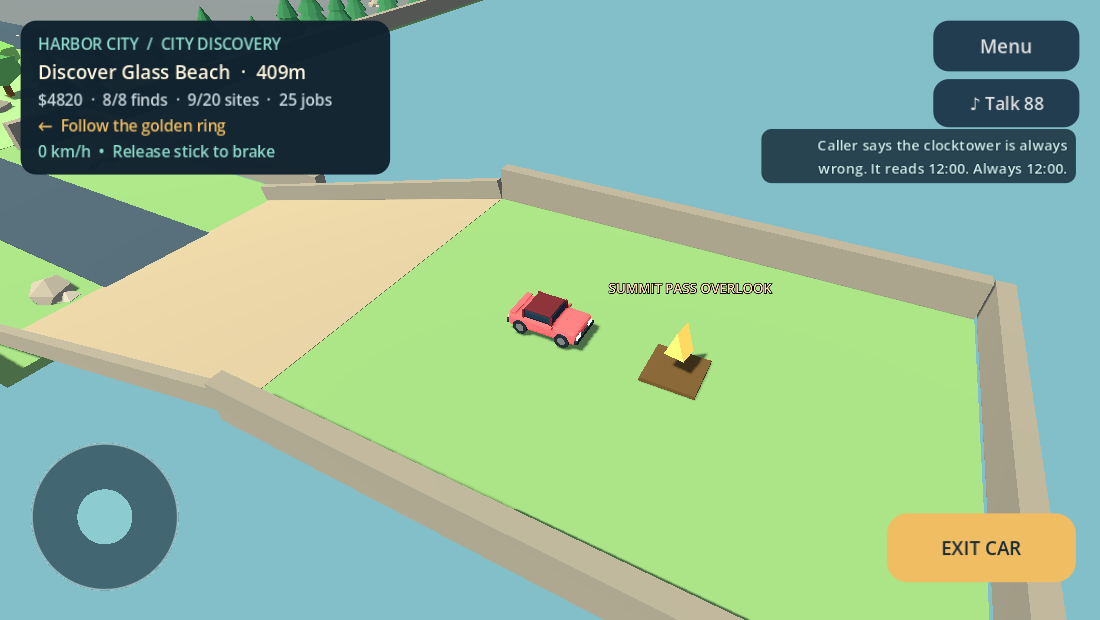 HARBOR CITY / CITY DISCOVERY
Discover Glass Beach · 409m
$4820 · 8/8 finds · 9/20 sites · 25 jobs
← Follow the golden ring
0 km/h • Release stick to brake
Menu
♪ Talk 88
Caller says the clocktower is always
wrong. It reads 12:00. Always 12:00.
SUMMIT PASS OVERLOOK
EXIT CAR